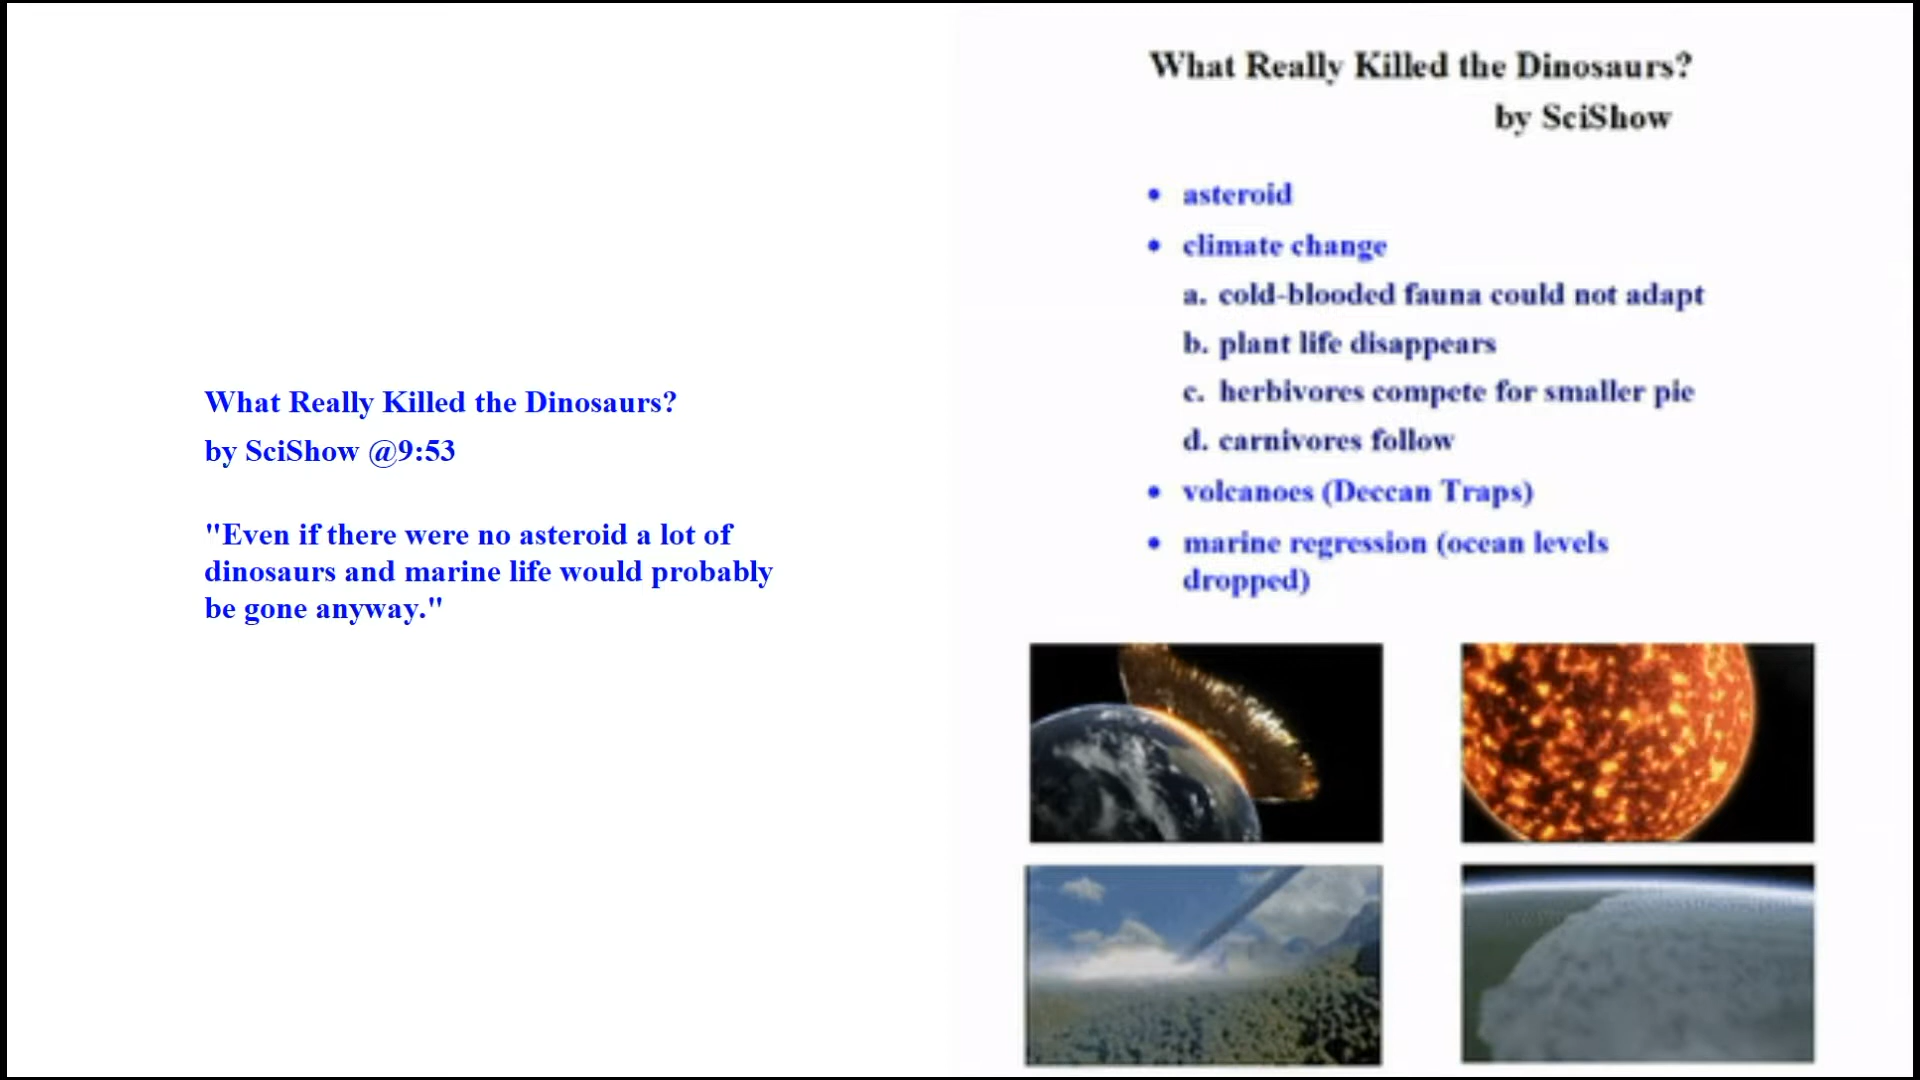 What Really Killed the Dinosaurs?
by SciShow @9:53
"Even if there were no asteroid a lot of
dinosaurs and marine life would probably
be gone anyway."
What Really Killed the Dinosaurs?
by SciShow
• asteroid
• climate change
a. cold-blooded fauna could not adapt
b. plant life disappears
c. herbivores compete for smaller pie
d. carnivores follow
• volcanoes (Deccan Traps)
• marine regression (ocean levels
dropped)